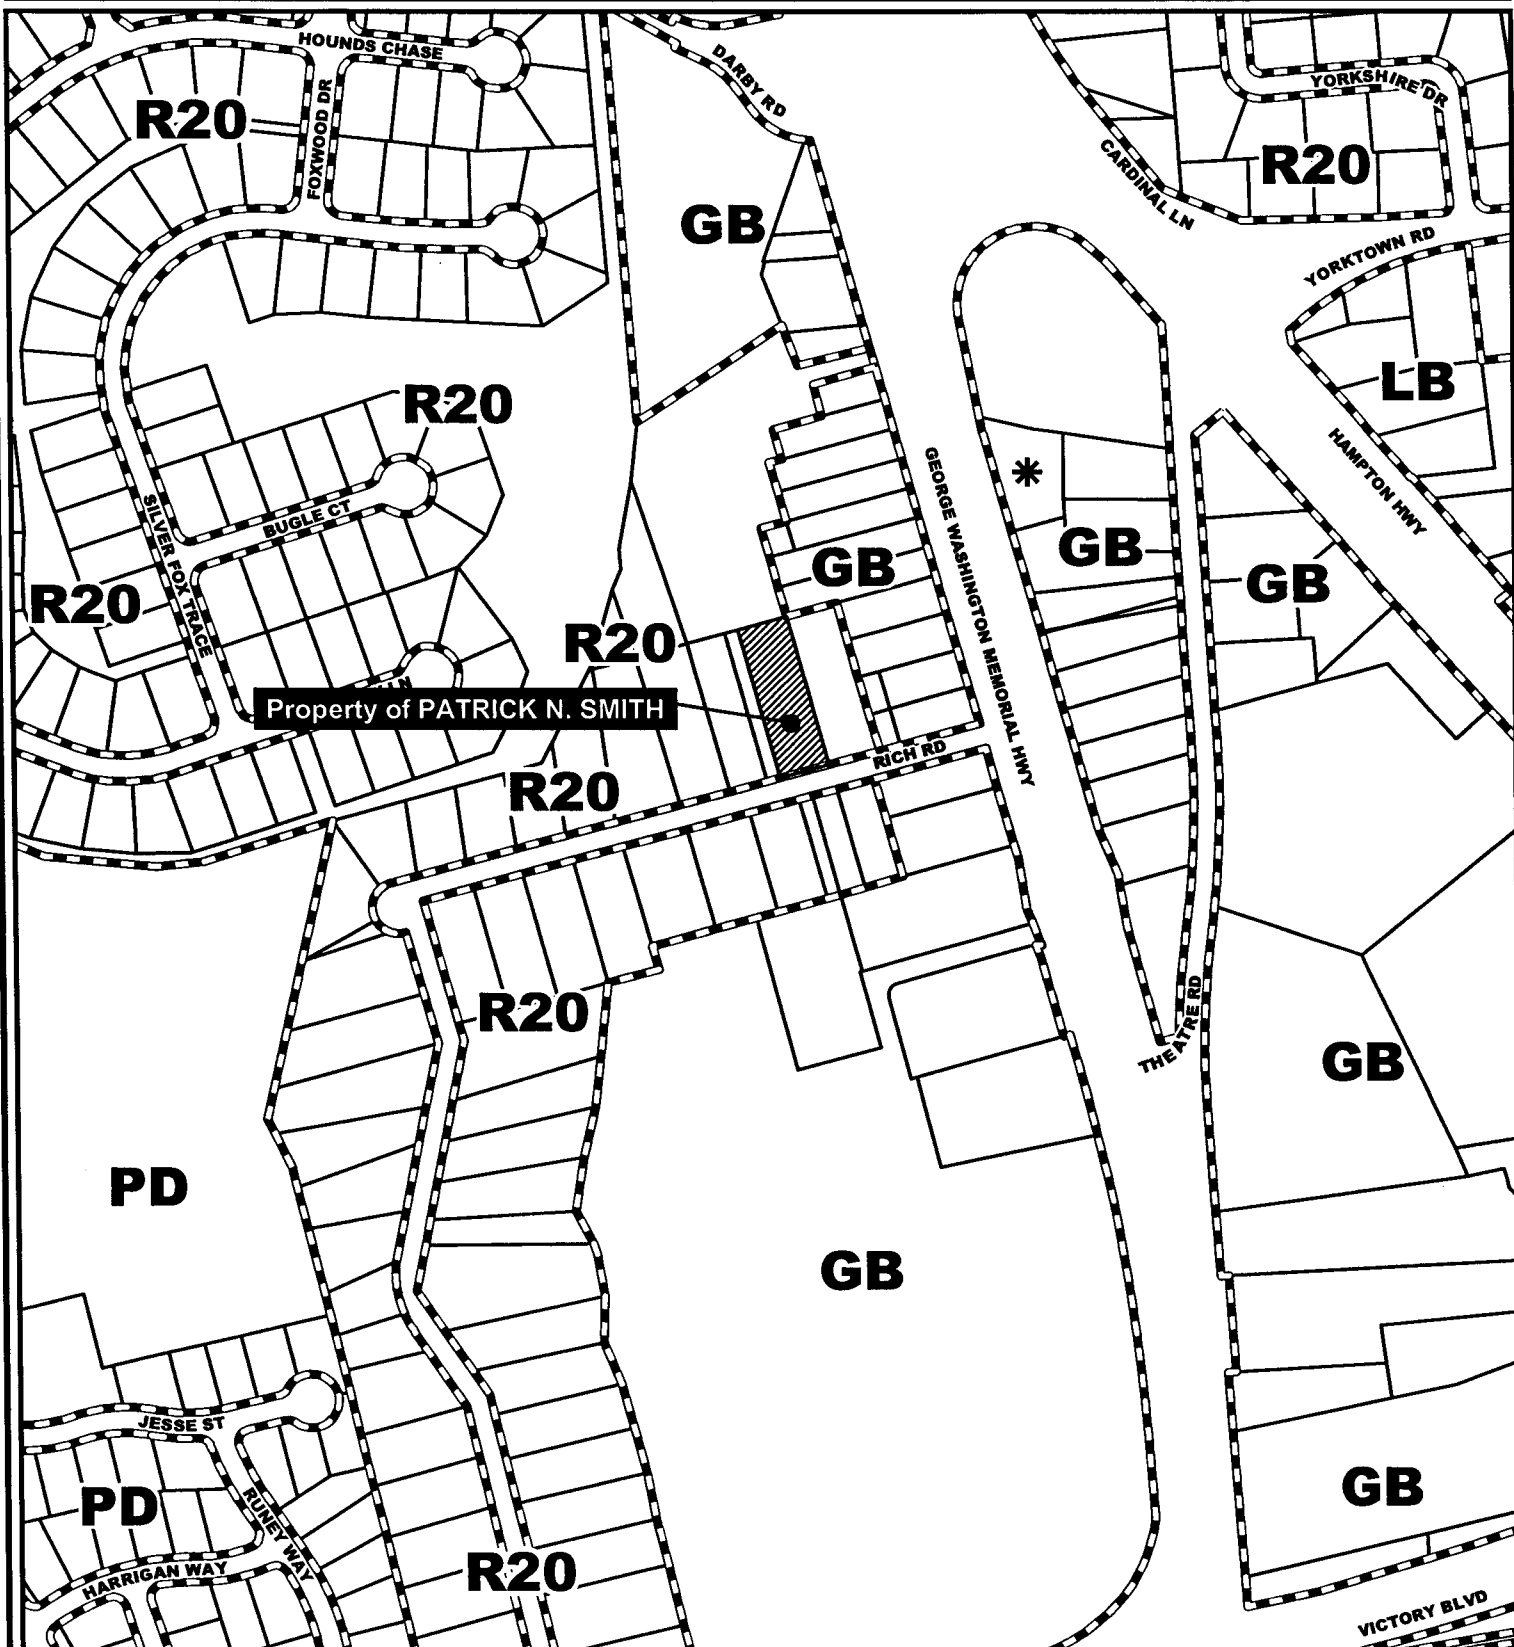 HOUNDS CHASE
DARBY RD
YORKSHIRE DR
R20
FOXWOOD DR
CARDINAL LN
R20
GB
YORKTOWN RD
R20
LB
GEORGE WASHINGTON MEMORIAL HWY
HAMPTON HWY
*
SILVER FOX TRACE
BUGLE CT
GB
GB
GB
R20
R20
LN
Property of PATRICK N. SMITH
RICH RD
R20
R20
THEATRE RD
GB
PD
GB
JESSE ST
GB
PD
RUNEY WAY
HARRIGAN WAY
R20
VICTORY BLVD